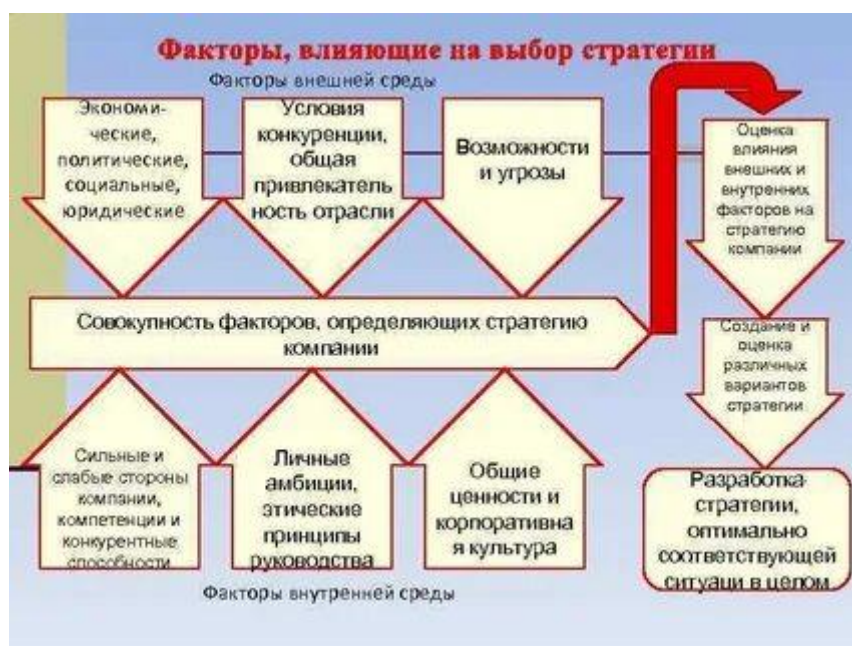 Факторы, влияющие на выбор стратегии
Факторы внешней среды
Экономи-
ческие,
политические,
социальные,
юридические
Условия
конкуренции,
общая
привлекатель
ность отрасли
Возможности
и угрозы
Совокупность факторов, определяющих стратегию
компании
Сильные и
слабые стороны
компании,
компетенции и
конкурентные
способности
Личные
амбиции,
этические
принципы
руководства
Общие
ценности и
корпоративна
я культура
Факторы внутренней среды
Оценка
влияния
внешних и
внутренних
факторов на
стратегию
компании
Создание и
оценка
различных
вариантов
стратегии
Разработка
стратегии,
оптимально
соответствующей
ситуаци в целом